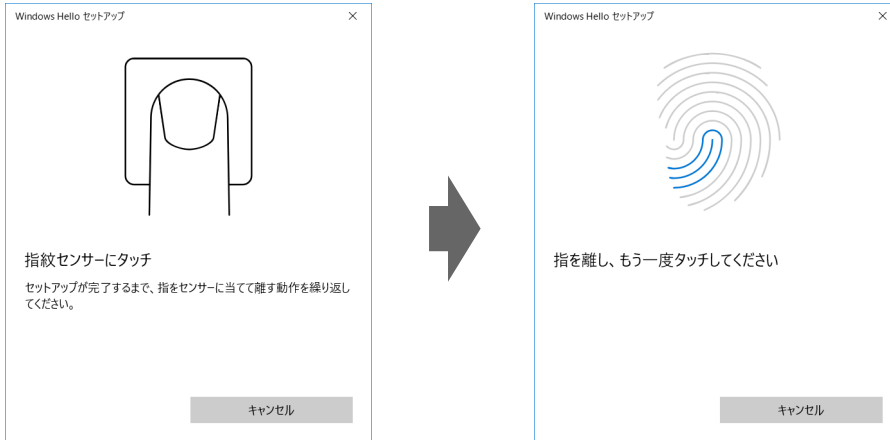 Windows Hello セットアップ
指紋センサーにタッチ
セットアップが完了するまで、指をセンサーに当てて離す動作を繰り返し
てください。
キャンセル
Windows Hello セットアップ
指を離し、もう一度タッチしてください
キャンセル